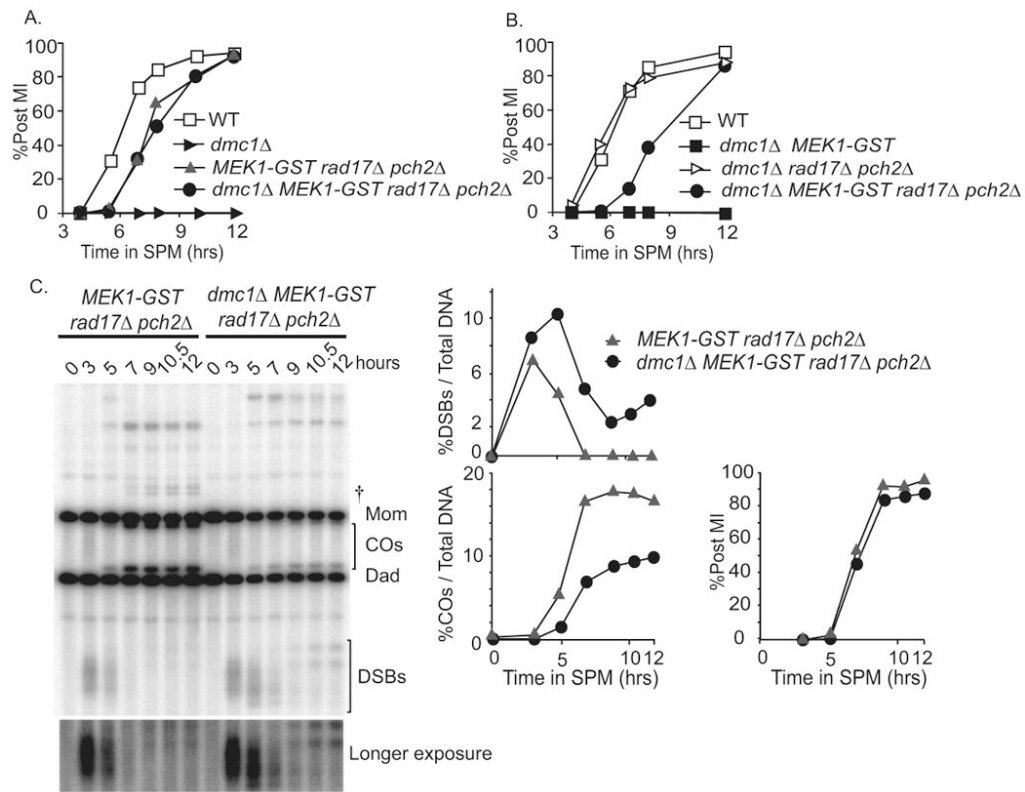 A.
100
80
60
40
20
0
3 6 9 12
%Post MI
Time in SPM (hrs)
WT
dmc1Δ
MEK1-GST rad17Δ pch2Δ
dmc1Δ MEK1-GST rad17Δ pch2Δ
B.
100
80
60
40
20
0
3 6 9 12
%Post MI
Time in SPM (hrs)
WT
dmc1Δ MEK1-GST
dmc1Δ rad17Δ pch2Δ
dmc1Δ MEK1-GST rad17Δ pch2Δ
C.
MEK1-GST
rad17Δ pch2Δ
dmc1Δ MEK1-GST
rad17Δ pch2Δ
0 3 5 7 9 10.5 12 0 3 5 7 9 10.5 12 hours
†
Mom
COs
Dad
DSBs
Longer exposure
%DSBs / Total DNA
10
6
2
0
MEK1-GST rad17Δ pch2Δ
dmc1Δ MEK1-GST rad17Δ pch2Δ
%COs / Total DNA
20
10
0
0 5 10 12
Time in SPM (hrs)
%Post MI
100
80
60
40
20
0
0 5 10 12
Time in SPM (hrs)